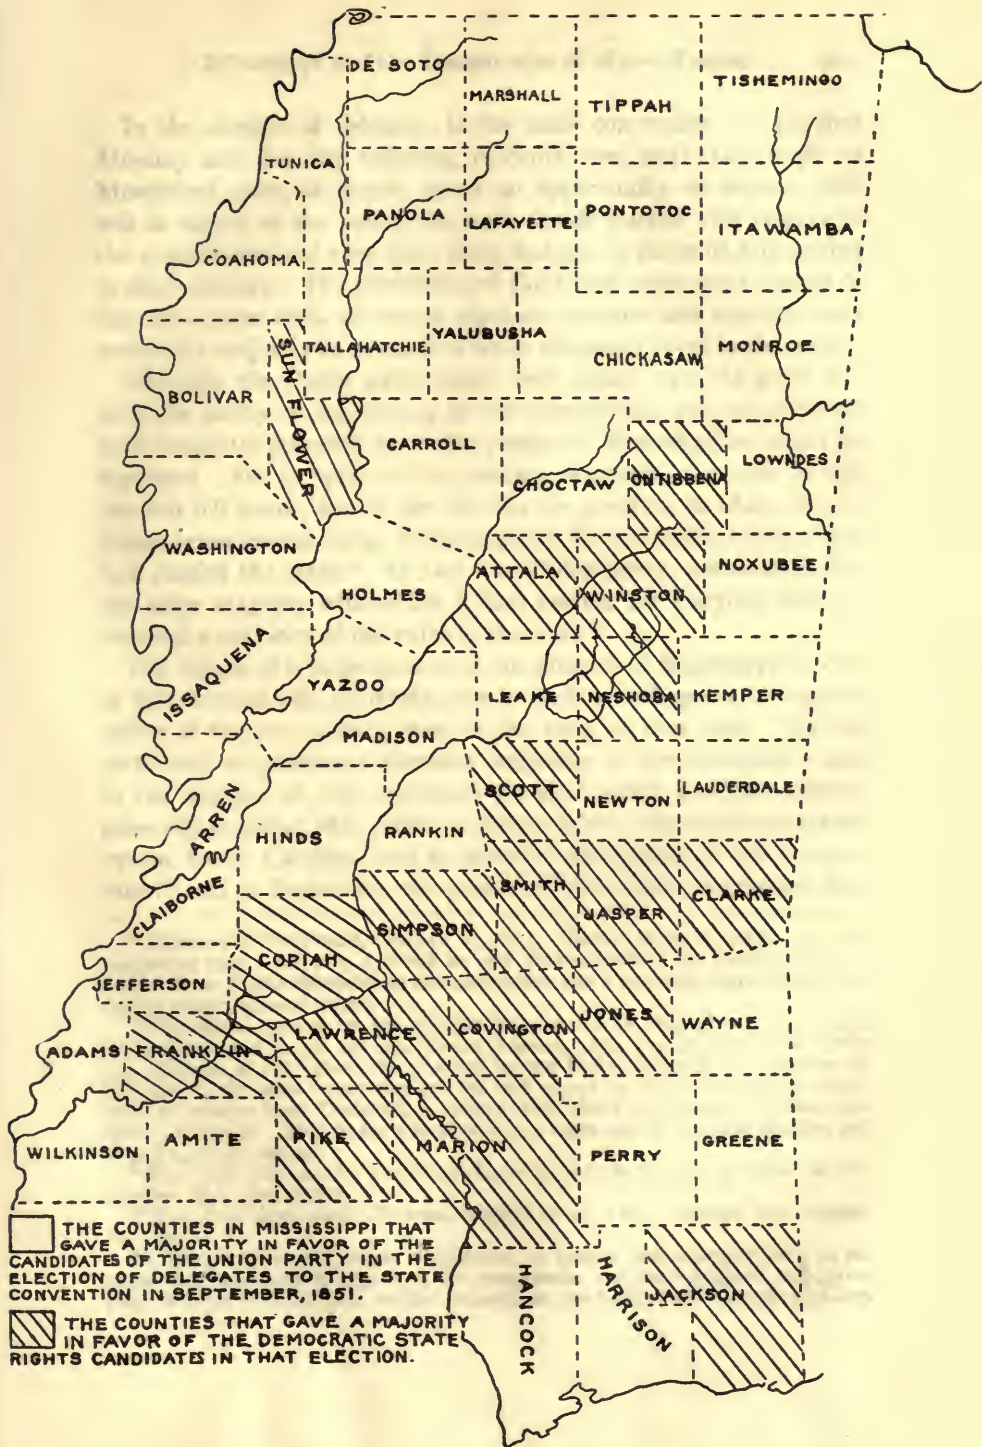 DE SOTO
MARSHALL
TIPPAH
TISHEMINGO
TUNICA
PANOLA
LAFAYETTE
PONTOTOC
ITAWAMBA
COAHOMA
TALLAHATCHIE
YALUBUSHA
CHICKASAW
MONROE
BOLIVAR
SUN FLOWER
CARROLL
CHOCTAW
ONTIBBENA
LOWNDES
WASHINGTON
HOLMES
ATTALA
WINSTON
NOXUBEE
ISSAQUENA
YAZOO
LEAKE
NESHOBA
KEMPER
MADISON
ARREN
HINDS
RANKIN
SCOTT
NEWTON
LAUDERDALE
CLAIBORNE
SIMPSON
SMITH
JASPER
CLARKE
COPIAH
JEFFERSON
LAWRENCE
COVINGTON
JONES
WAYNE
ADAMS
FRANKLIN
WILKINSON
AMITE
PIKE
MARION
PERRY
GREENE
HANCOCK
HARRISON
JACKSON
THE COUNTIES IN MISSISSIPPI THAT
GAVE A MAJORITY IN FAVOR OF THE
CANDIDATES OF THE UNION PARTY IN THE
ELECTION OF DELEGATES TO THE STATE
CONVENTION IN SEPTEMBER, 1851.
THE COUNTIES THAT GAVE A MAJORITY
IN FAVOR OF THE DEMOCRATIC STATE
RIGHTS CANDIDATES IN THAT ELECTION.